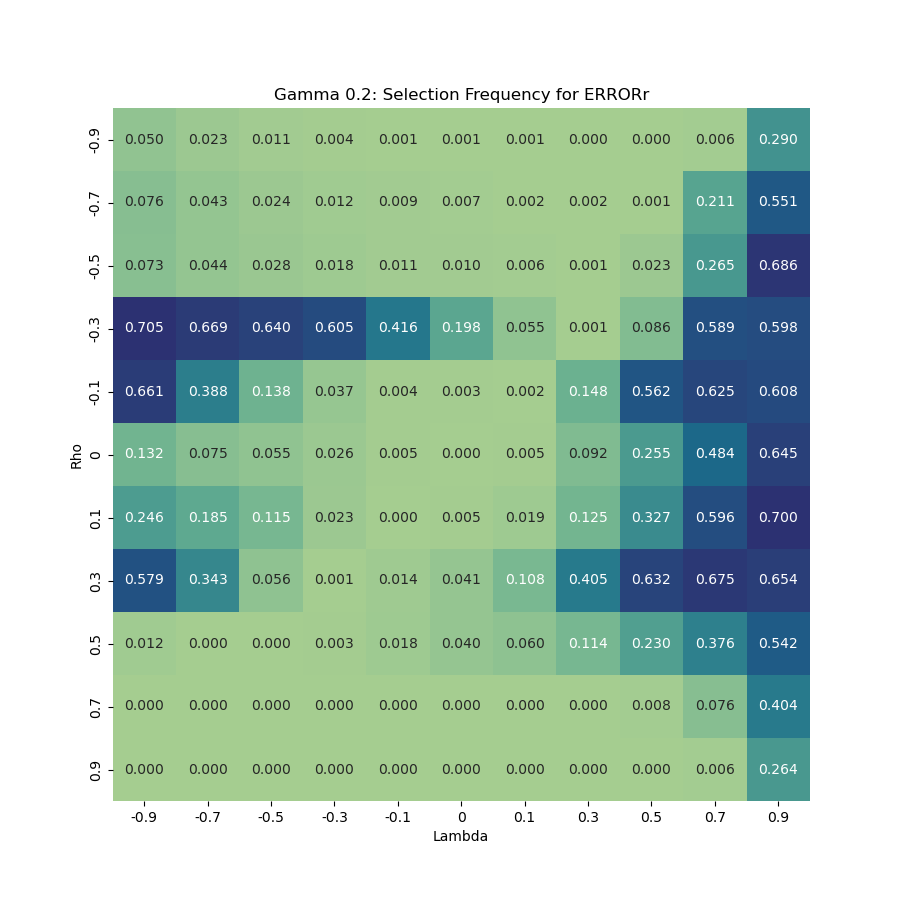 Gamma 0.2: Selection Frequency for ERRORr
-0.9 0.050 0.023 0.011 0.004 0.001 0.001 0.001 0.000 0.000 0.006 0.290
-0.7 0.076 0.043 0.024 0.012 0.009 0.007 0.002 0.002 0.001 0.211 0.551
-0.5 0.073 0.044 0.028 0.018 0.011 0.010 0.006 0.001 0.023 0.265 0.686
-0.3 0.705 0.669 0.640 0.605 0.416 0.198 0.055 0.001 0.086 0.589 0.598
-0.1 0.661 0.388 0.138 0.037 0.004 0.003 0.002 0.148 0.562 0.625 0.608
Rho
0 0.132 0.075 0.055 0.026 0.005 0.000 0.005 0.092 0.255 0.484 0.645
0.1 0.246 0.185 0.115 0.023 0.000 0.005 0.019 0.125 0.327 0.596 0.700
0.3 0.579 0.343 0.056 0.001 0.014 0.041 0.108 0.405 0.632 0.675 0.654
0.5 0.012 0.000 0.000 0.003 0.018 0.040 0.060 0.114 0.230 0.376 0.542
0.7 0.000 0.000 0.000 0.000 0.000 0.000 0.000 0.000 0.008 0.076 0.404
0.9 0.000 0.000 0.000 0.000 0.000 0.000 0.000 0.000 0.000 0.006 0.264
-0.9 -0.7 -0.5 -0.3 -0.1 0 0.1 0.3 0.5 0.7 0.9
Lambda